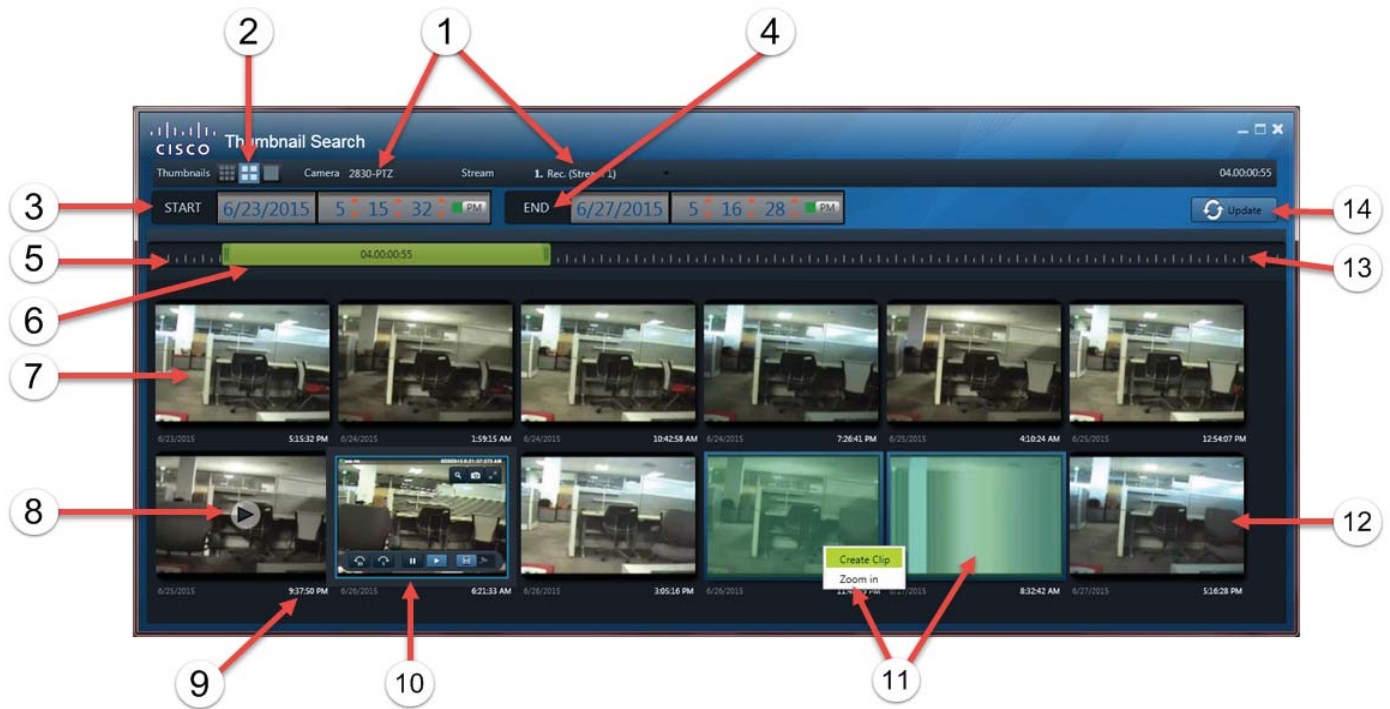 2
1
4
CISCO Thumbnail Search
Thumbnails Camera 2830-PTZ Stream 1. Rec. (Stream 1) 04.00:00:55
3
START 6/23/2015 5 15 32 PM END 6/27/2015 5 16 28 PM Update
14
5
04.00:00:55
13
6
7
6/23/2015 5:15:32 PM 6/24/2015 1:59:15 AM 6/24/2015 10:42:58 AM 6/24/2015 7:26:41 PM 6/25/2015 4:10:24 AM 6/25/2015 12:54:07 PM
8
12
Create Clip
Zoom in
6/25/2015 9:37:50 PM 6/26/2015 6:21:33 AM 6/26/2015 3:05:16 PM 6/26/2015 PM 6/27/2015 8:32:42 AM 6/27/2015 5:16:28 PM
9
10
11